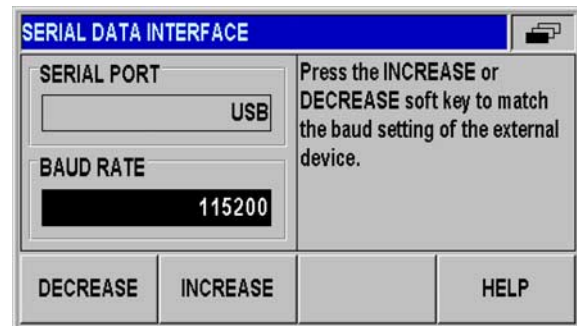 SERIAL DATA INTERFACE
SERIAL PORT
USB
BAUD RATE
115200
Press the INCREASE or
DECREASE soft key to match
the baud setting of the external
device.
DECREASE
INCREASE
HELP